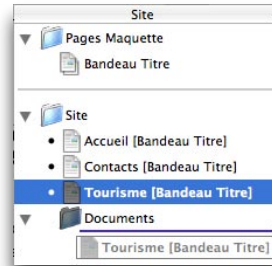 Site
Pages Maquette
Bandeau Titre
Site
Accueil [Bandeau Titre]
Contacts [Bandeau Titre]
Tourisme [Bandeau Titre]
Documents
Tourisme [Bandeau Titre]